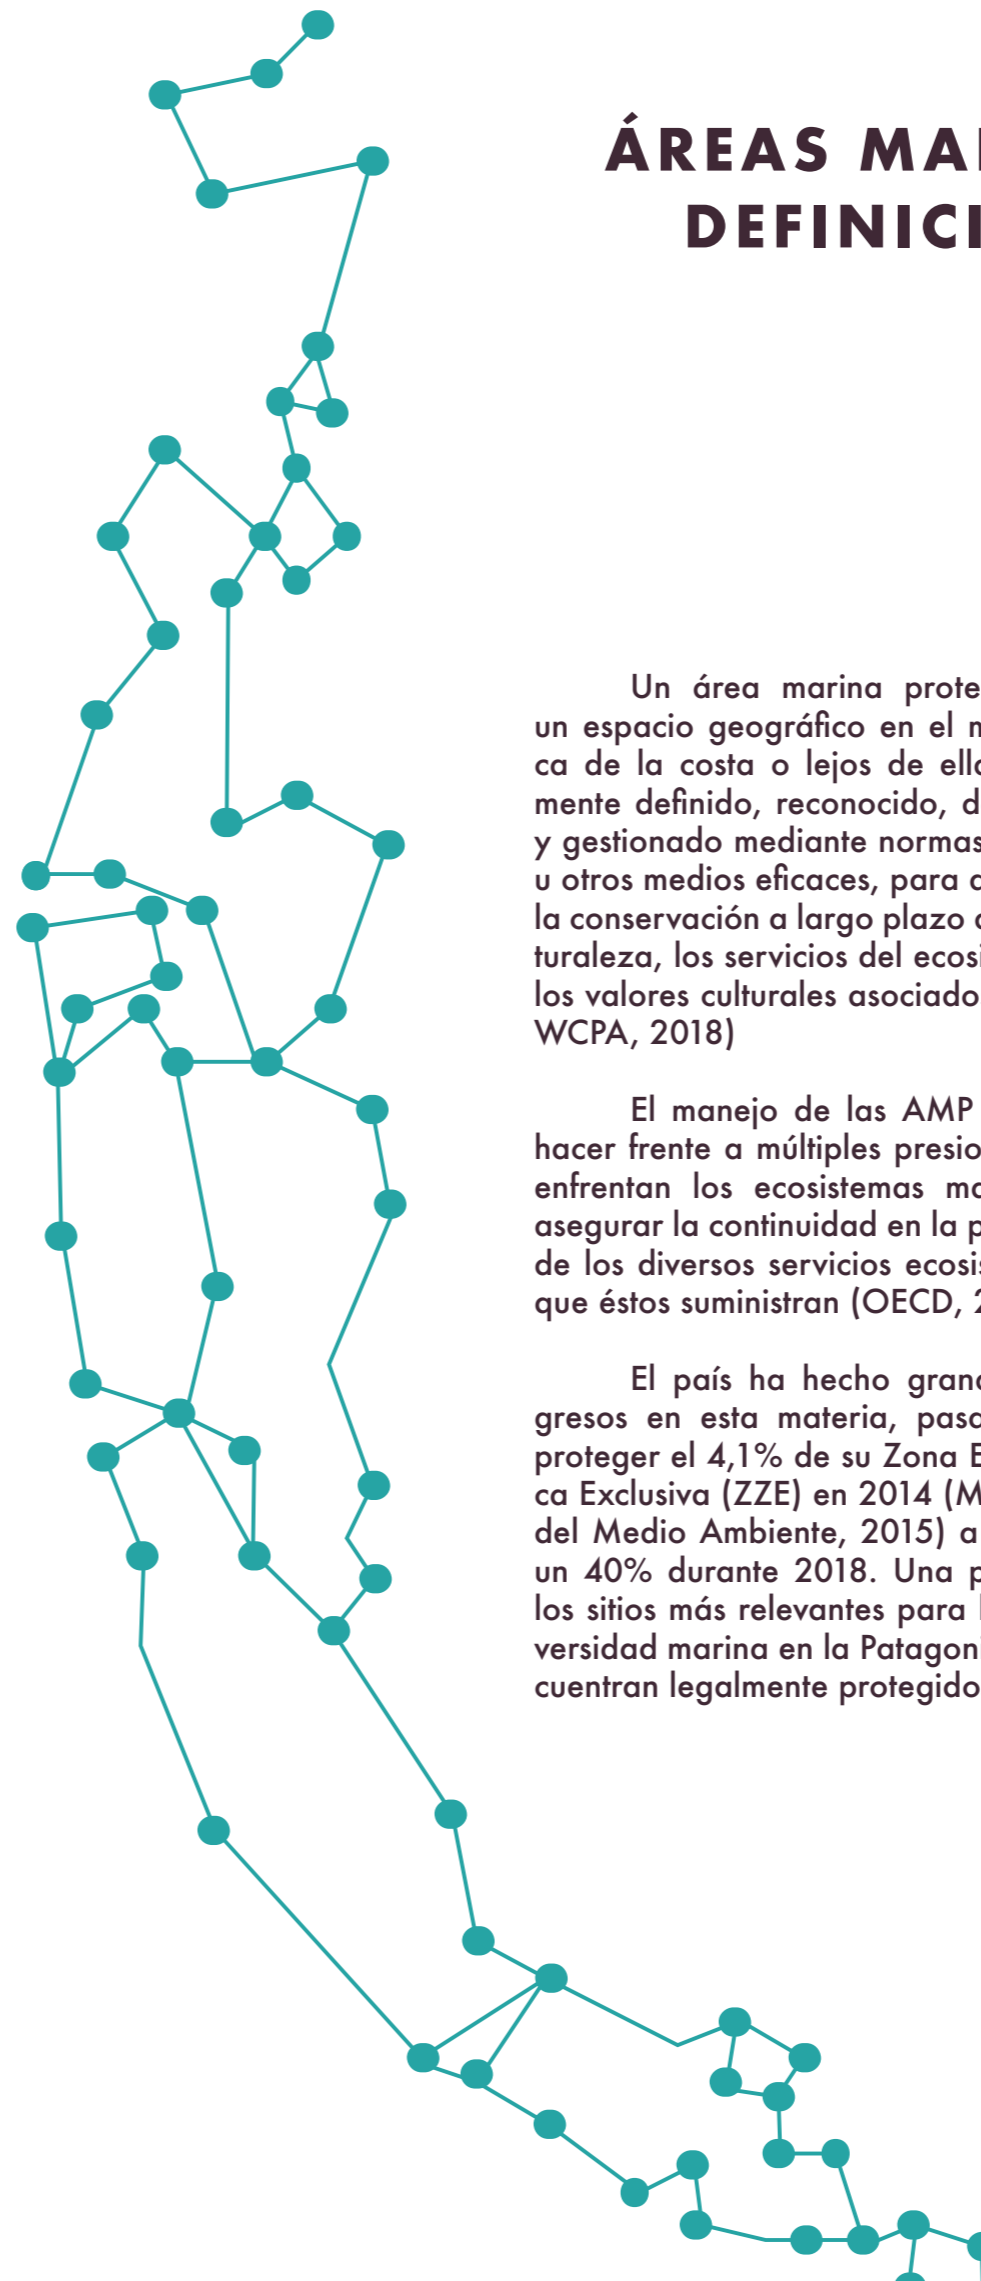 ÁREAS MA
DEFINICI
Un área marina prote
un espacio geográfico en el m
ca de la costa o lejos de ell
mente definido, reconocido, d
y gestionado mediante normas
u otros medios eficaces, para
la conservación a largo plazo
turaleza, los servicios del ecosi
los valores culturales asociado
WCPA, 2018)
El manejo de las AMP
hacer frente a múltiples presio
enfrentan los ecosistemas ma
asegurar la continuidad en la p
de los diversos servicios ecosis
que éstos suministran (OECD, 2
El país ha hecho gran
gresos en esta materia, pasa
proteger el 4,1% de su Zona E
ca Exclusiva (ZZE) en 2014 (M
del Medio Ambiente, 2015) a
un 40% durante 2018. Una p
los sitios más relevantes para l
versidad marina en la Patagoni
cuentran legalmente protegido